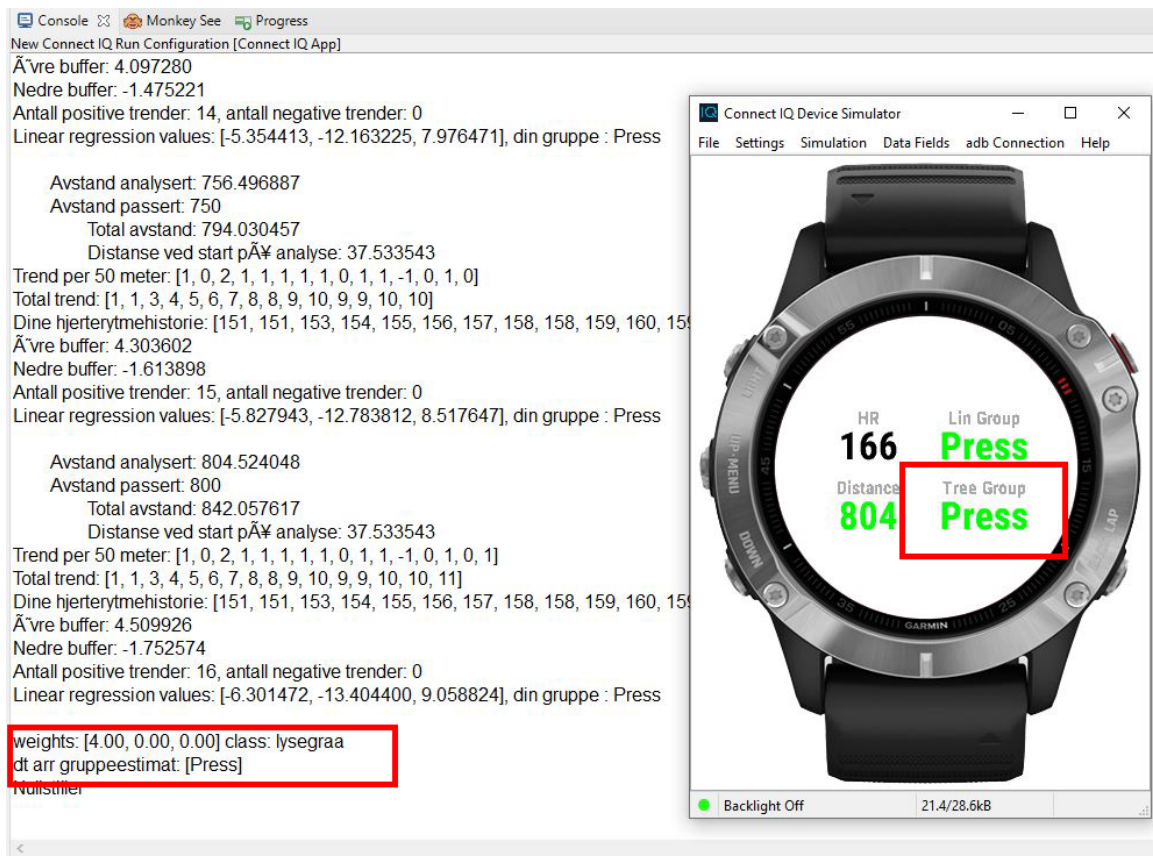 Console Monkey See Progress
New Connect IQ Run Configuration [Connect IQ App]
Ã˜vre buffer: 4.097280
Nedre buffer: -1.475221
Antall positive trender: 14, antall negative trender: 0
Linear regression values: [-5.354413, -12.163225, 7.976471], din gruppe : Press
Avstand analysert: 756.496887
Avstand passert: 750
Total avstand: 794.030457
Distanse ved start pÃ¥ analyse: 37.533543
Trend per 50 meter: [1, 0, 2, 1, 1, 1, 1, 1, 0, 1, 1, -1, 0, 1, 0]
Total trend: [1, 1, 3, 4, 5, 6, 7, 8, 8, 9, 10, 9, 9, 10, 10]
Dine hjerterytmehistorie: [151, 151, 153, 154, 155, 156, 157, 158, 158, 159, 160, 159
Ã˜vre buffer: 4.303602
Nedre buffer: -1.613898
Antall positive trender: 15, antall negative trender: 0
Linear regression values: [-5.827943, -12.783812, 8.517647], din gruppe : Press
Avstand analysert: 804.524048
Avstand passert: 800
Total avstand: 842.057617
Distanse ved start pÃ¥ analyse: 37.533543
Trend per 50 meter: [1, 0, 2, 1, 1, 1, 1, 1, 0, 1, 1, -1, 0, 1, 0, 1]
Total trend: [1, 1, 3, 4, 5, 6, 7, 8, 8, 9, 10, 9, 9, 10, 10, 11]
Dine hjerterytmehistorie: [151, 151, 153, 154, 155, 156, 157, 158, 158, 159, 160, 159
Ã˜vre buffer: 4.509926
Nedre buffer: -1.752574
Antall positive trender: 16, antall negative trender: 0
Linear regression values: [-6.301472, -13.404400, 9.058824], din gruppe : Press
weights: [4.00, 0.00, 0.00] class: lysegraa
dt arr gruppeestimat: [Press]
Nullstiller
IQ Connect IQ Device Simulator
File Settings Simulation Data Fields adb Connection Help
55 05
LIGHT
UP·MENU 45 15
DOWN LAP
35 25
HR Lin Group
166 Press
Distance Tree Group
804 Press
GARMIN
Backlight Off 21.4/28.6kB